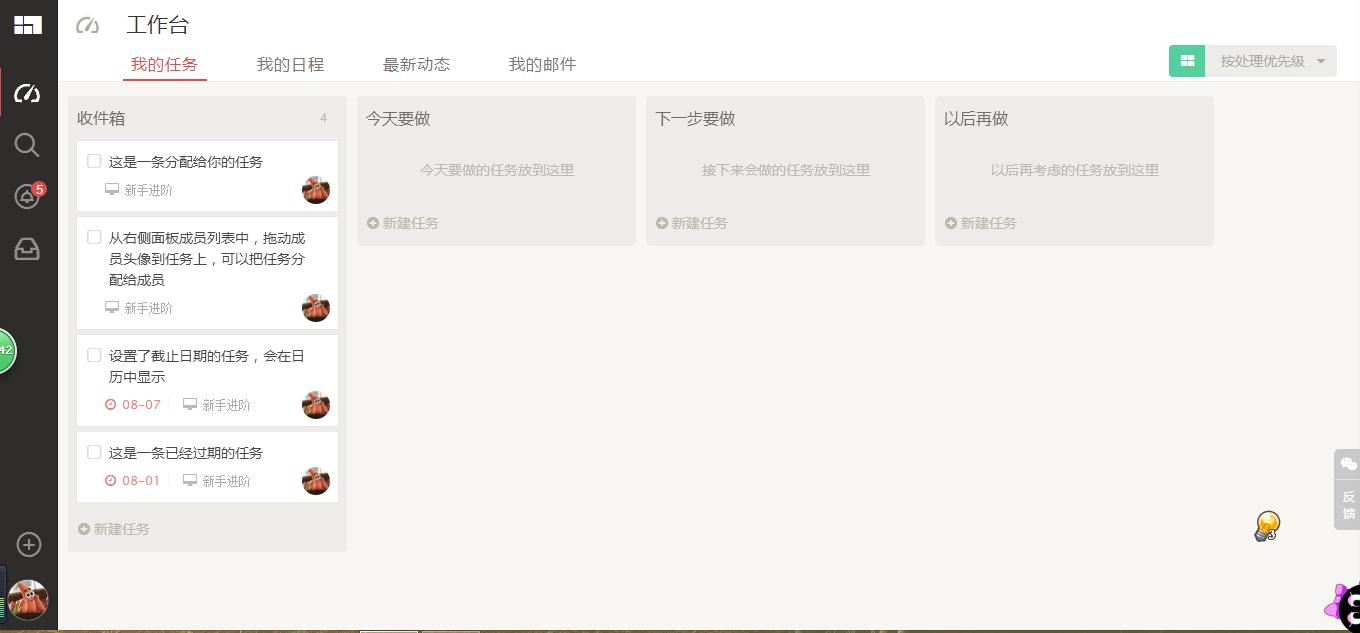 工作台
我的任务
我的日程
最新动态
我的邮件
按处理优先级
5
42
收件箱
4
这是一条分配给你的任务
新手进阶
从右侧面板成员列表中，拖动成
员头像到任务上，可以把任务分
配给成员
新手进阶
设置了截止日期的任务，会在日
历中显示
08-07
新手进阶
这是一条已经过期的任务
08-01
新手进阶
新建任务
今天要做
今天要做的任务放到这里
新建任务
下一步要做
接下来会做的任务放到这里
新建任务
以后再做
以后再考虑的任务放到这里
新建任务
反
馈
3